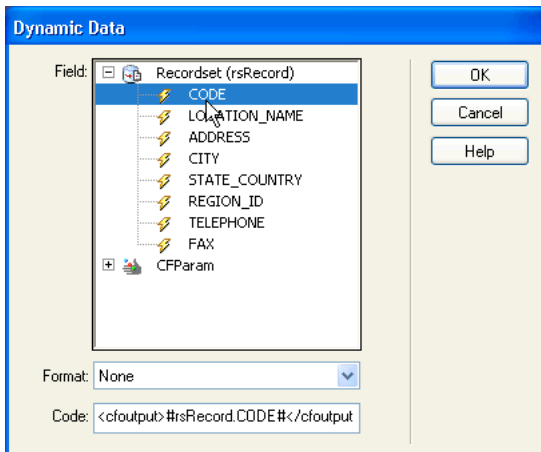 Dynamic Data
Field:
Recordset (rsRecord)
CODE
LOCATION_NAME
ADDRESS
CITY
STATE_COUNTRY
REGION_ID
TELEPHONE
FAX
CFParam
OK
Cancel
Help
Format: None
Code: <cfoutput>#rsRecord.CODE#</cfoutput